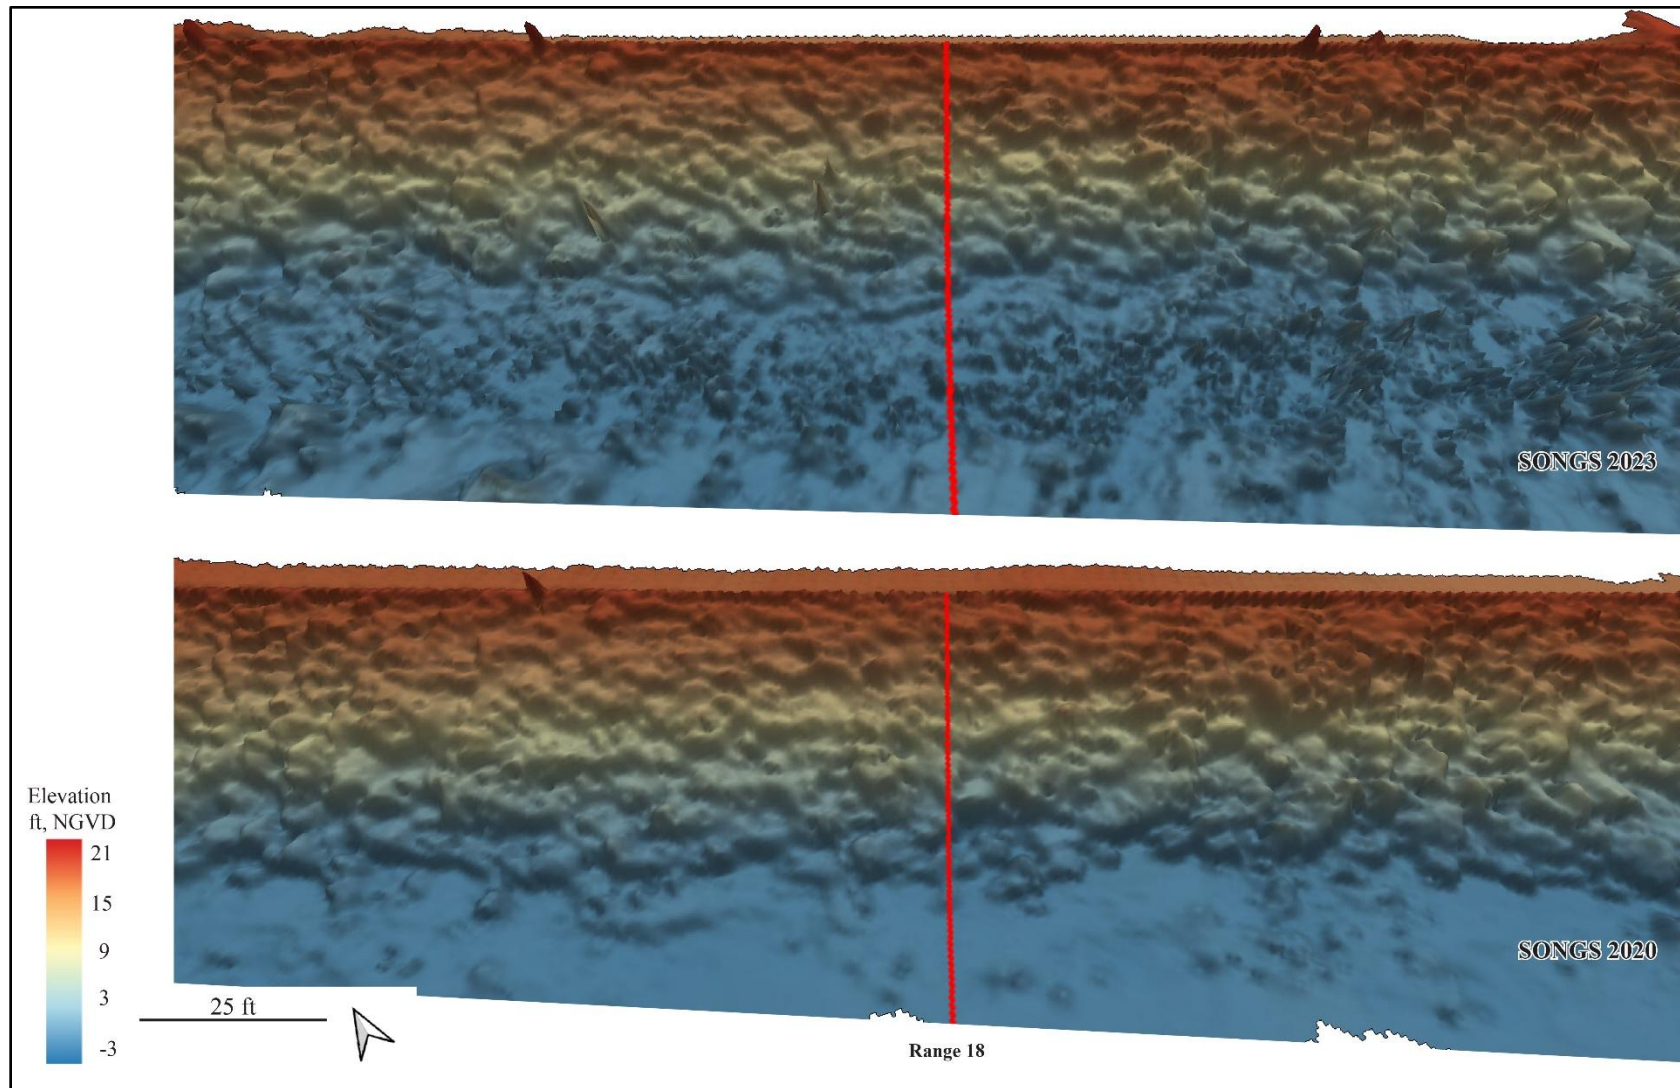 SONGS 2023
Elevation
ft, NGVD
21
15
9
3
-3
SONGS 2020
25 ft
Range 18